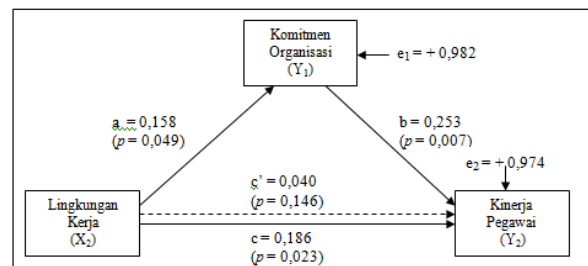 Komitmen
Organisasi
(Y1)
e1 = + 0,982
a = 0,158
(p = 0,049)
b = 0,253
(p = 0,007)
e2 = + 0,974
c’ = 0,040
(p = 0,146)
Lingkungan
Kerja
(X2)
Kinerja
Pegawai
(Y2)
c = 0,186
(p = 0,023)